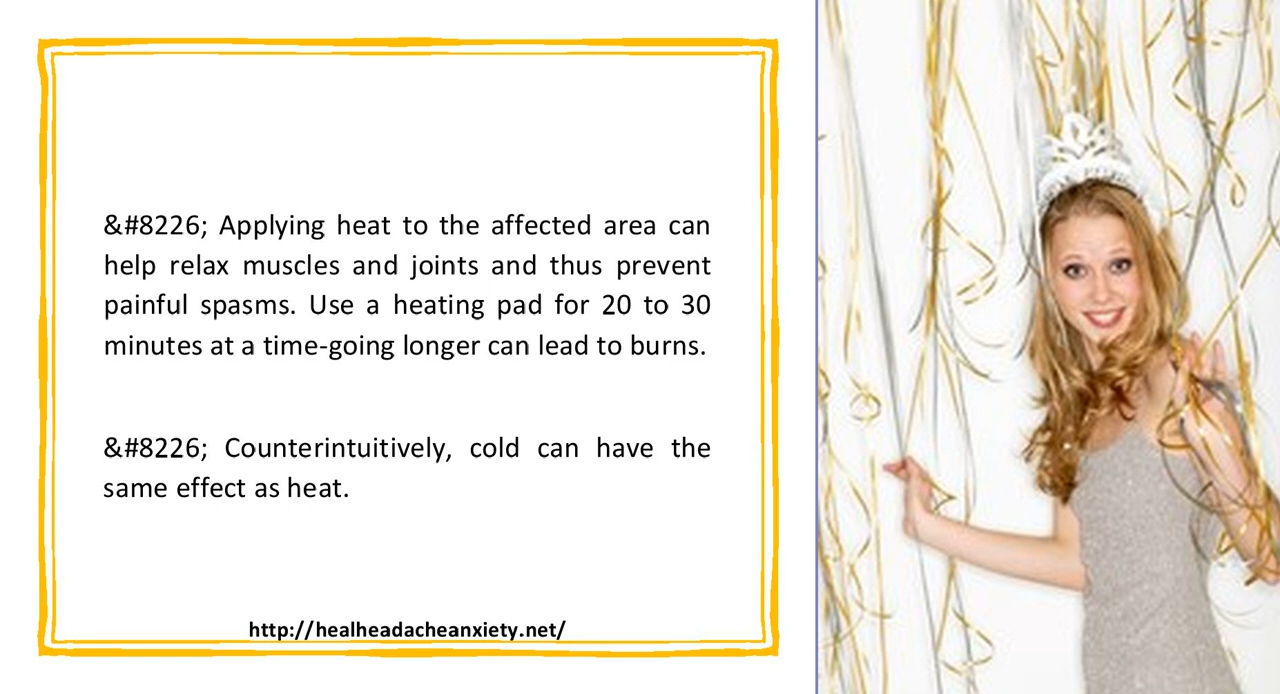 &#8226; Applying heat to the affected area can
help relax muscles and joints and thus prevent
painful spasms. Use a heating pad for 20 to 30
minutes at a time-going longer can lead to burns.
&#8226; Counterintuitively, cold can have the
same effect as heat.
http://healheadacheanxiety.net/